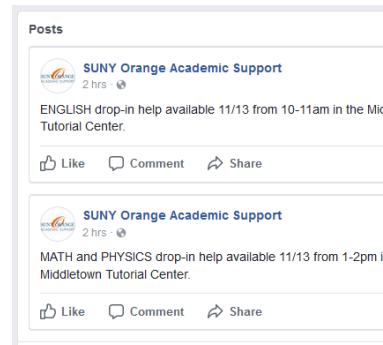 Posts
SUNY Orange Academic Support
2 hrs ·
ENGLISH drop-in help available 11/13 from 10-11am in the
Tutorial Center.
Like Comment Share
SUNY Orange Academic Support
2 hrs ·
MATH and PHYSICS drop-in help available 11/13 from 1-2pm
Middletown Tutorial Center.
Like Comment Share